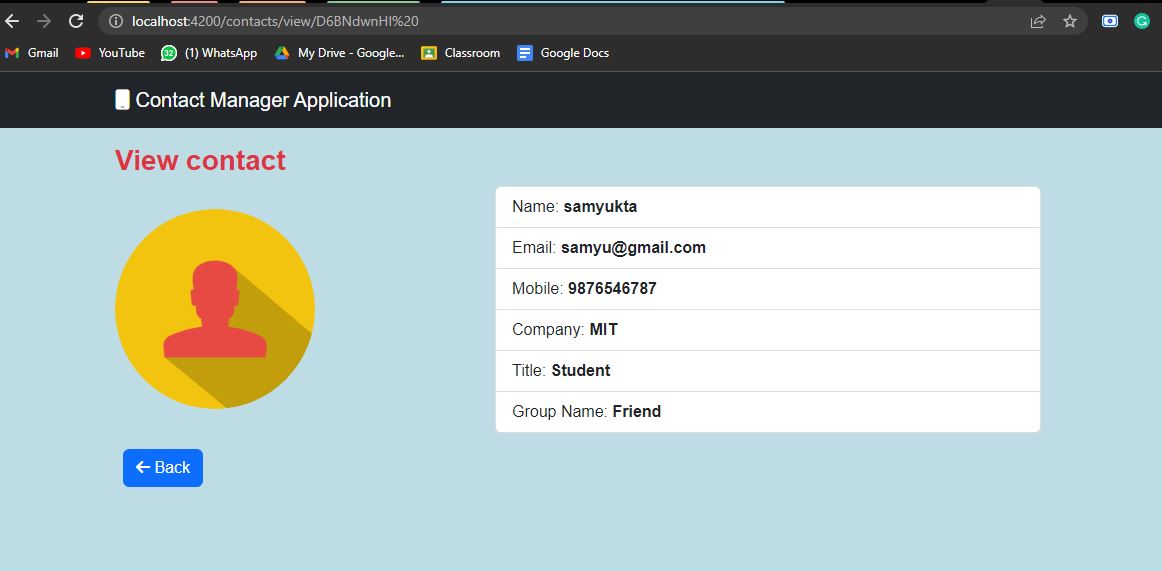 localhost:4200/contacts/view/D6BNdwnHI%20
Gmail YouTube 32 (1) WhatsApp My Drive - Google... Classroom Google Docs
Contact Manager Application
View contact
Name: samyukta
Email: samyu@gmail.com
Mobile: 9876546787
Company: MIT
Title: Student
Group Name: Friend
Back